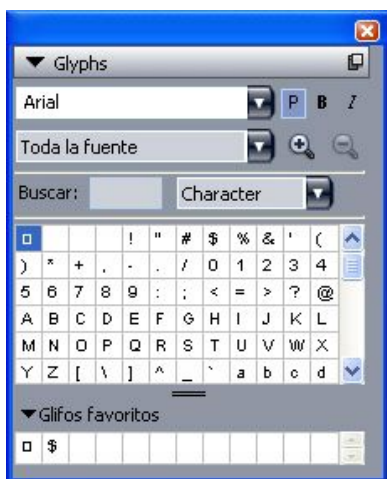 Glyphs
Arial P B I
Toda la fuente
Buscar: Character
! " # $ % & ' (
) * + , - . / 0 1 2 3 4
5 6 7 8 9 : ; < = > ? @
A B C D E F G H I J K L
M N O P Q R S T U V W X
Y Z [ \ ] ^ _ ` a b c d
Glifos favoritos
$